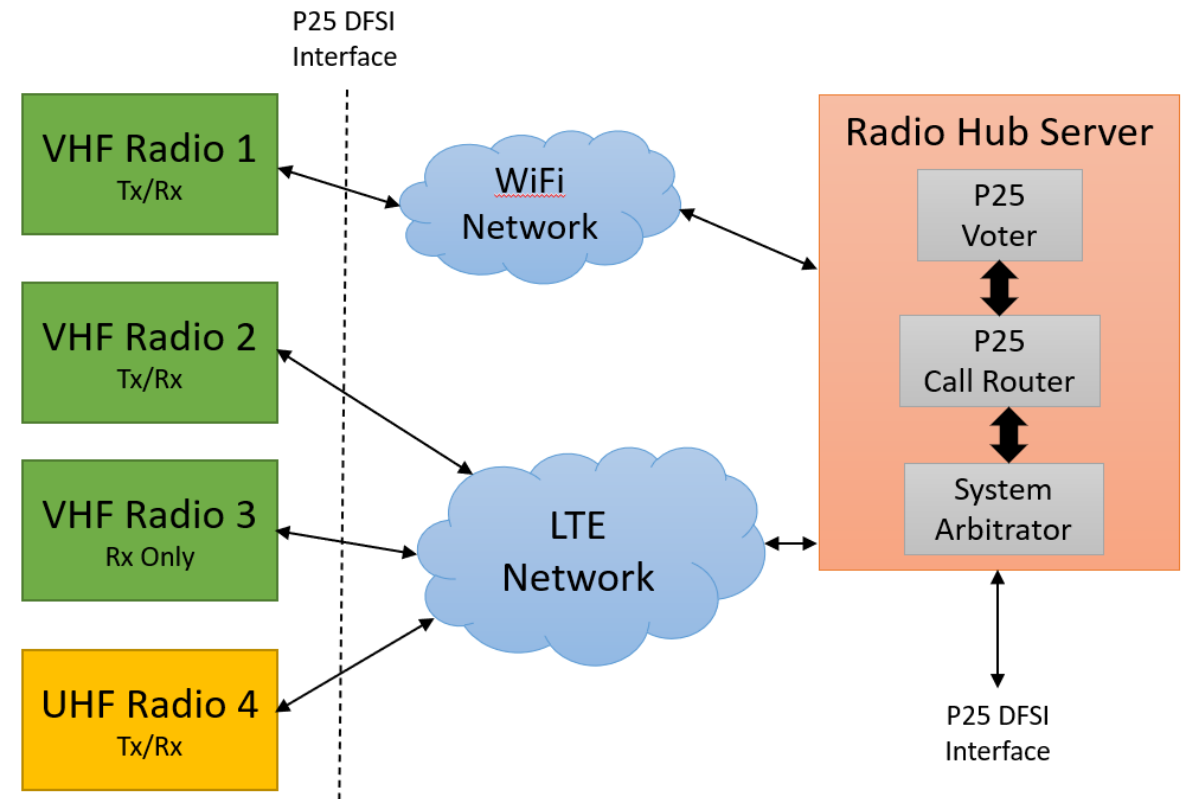 P25 DFSI
Interface
VHF Radio 1
Tx/Rx
VHF Radio 2
Tx/Rx
VHF Radio 3
Rx Only
UHF Radio 4
Tx/Rx
WiFi
Network
LTE
Network
Radio Hub Server
P25
Voter
P25
Call Router
System
Arbitrator
P25 DFSI
Interface